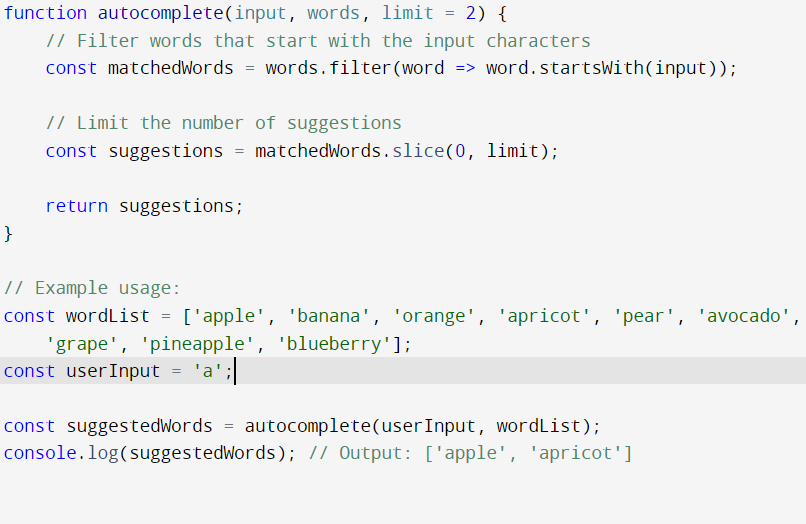 function autocomplete(input, words, limit = 2) {
    // Filter words that start with the input characters
    const matchedWords = words.filter(word => word.startsWith(input));

    // Limit the number of suggestions
    const suggestions = matchedWords.slice(0, limit);

    return suggestions;
}

// Example usage:
const wordList = ['apple', 'banana', 'orange', 'apricot', 'pear', 'avocado',
    'grape', 'pineapple', 'blueberry'];
const userInput = 'a';

const suggestedWords = autocomplete(userInput, wordList);
console.log(suggestedWords); // Output: ['apple', 'apricot']